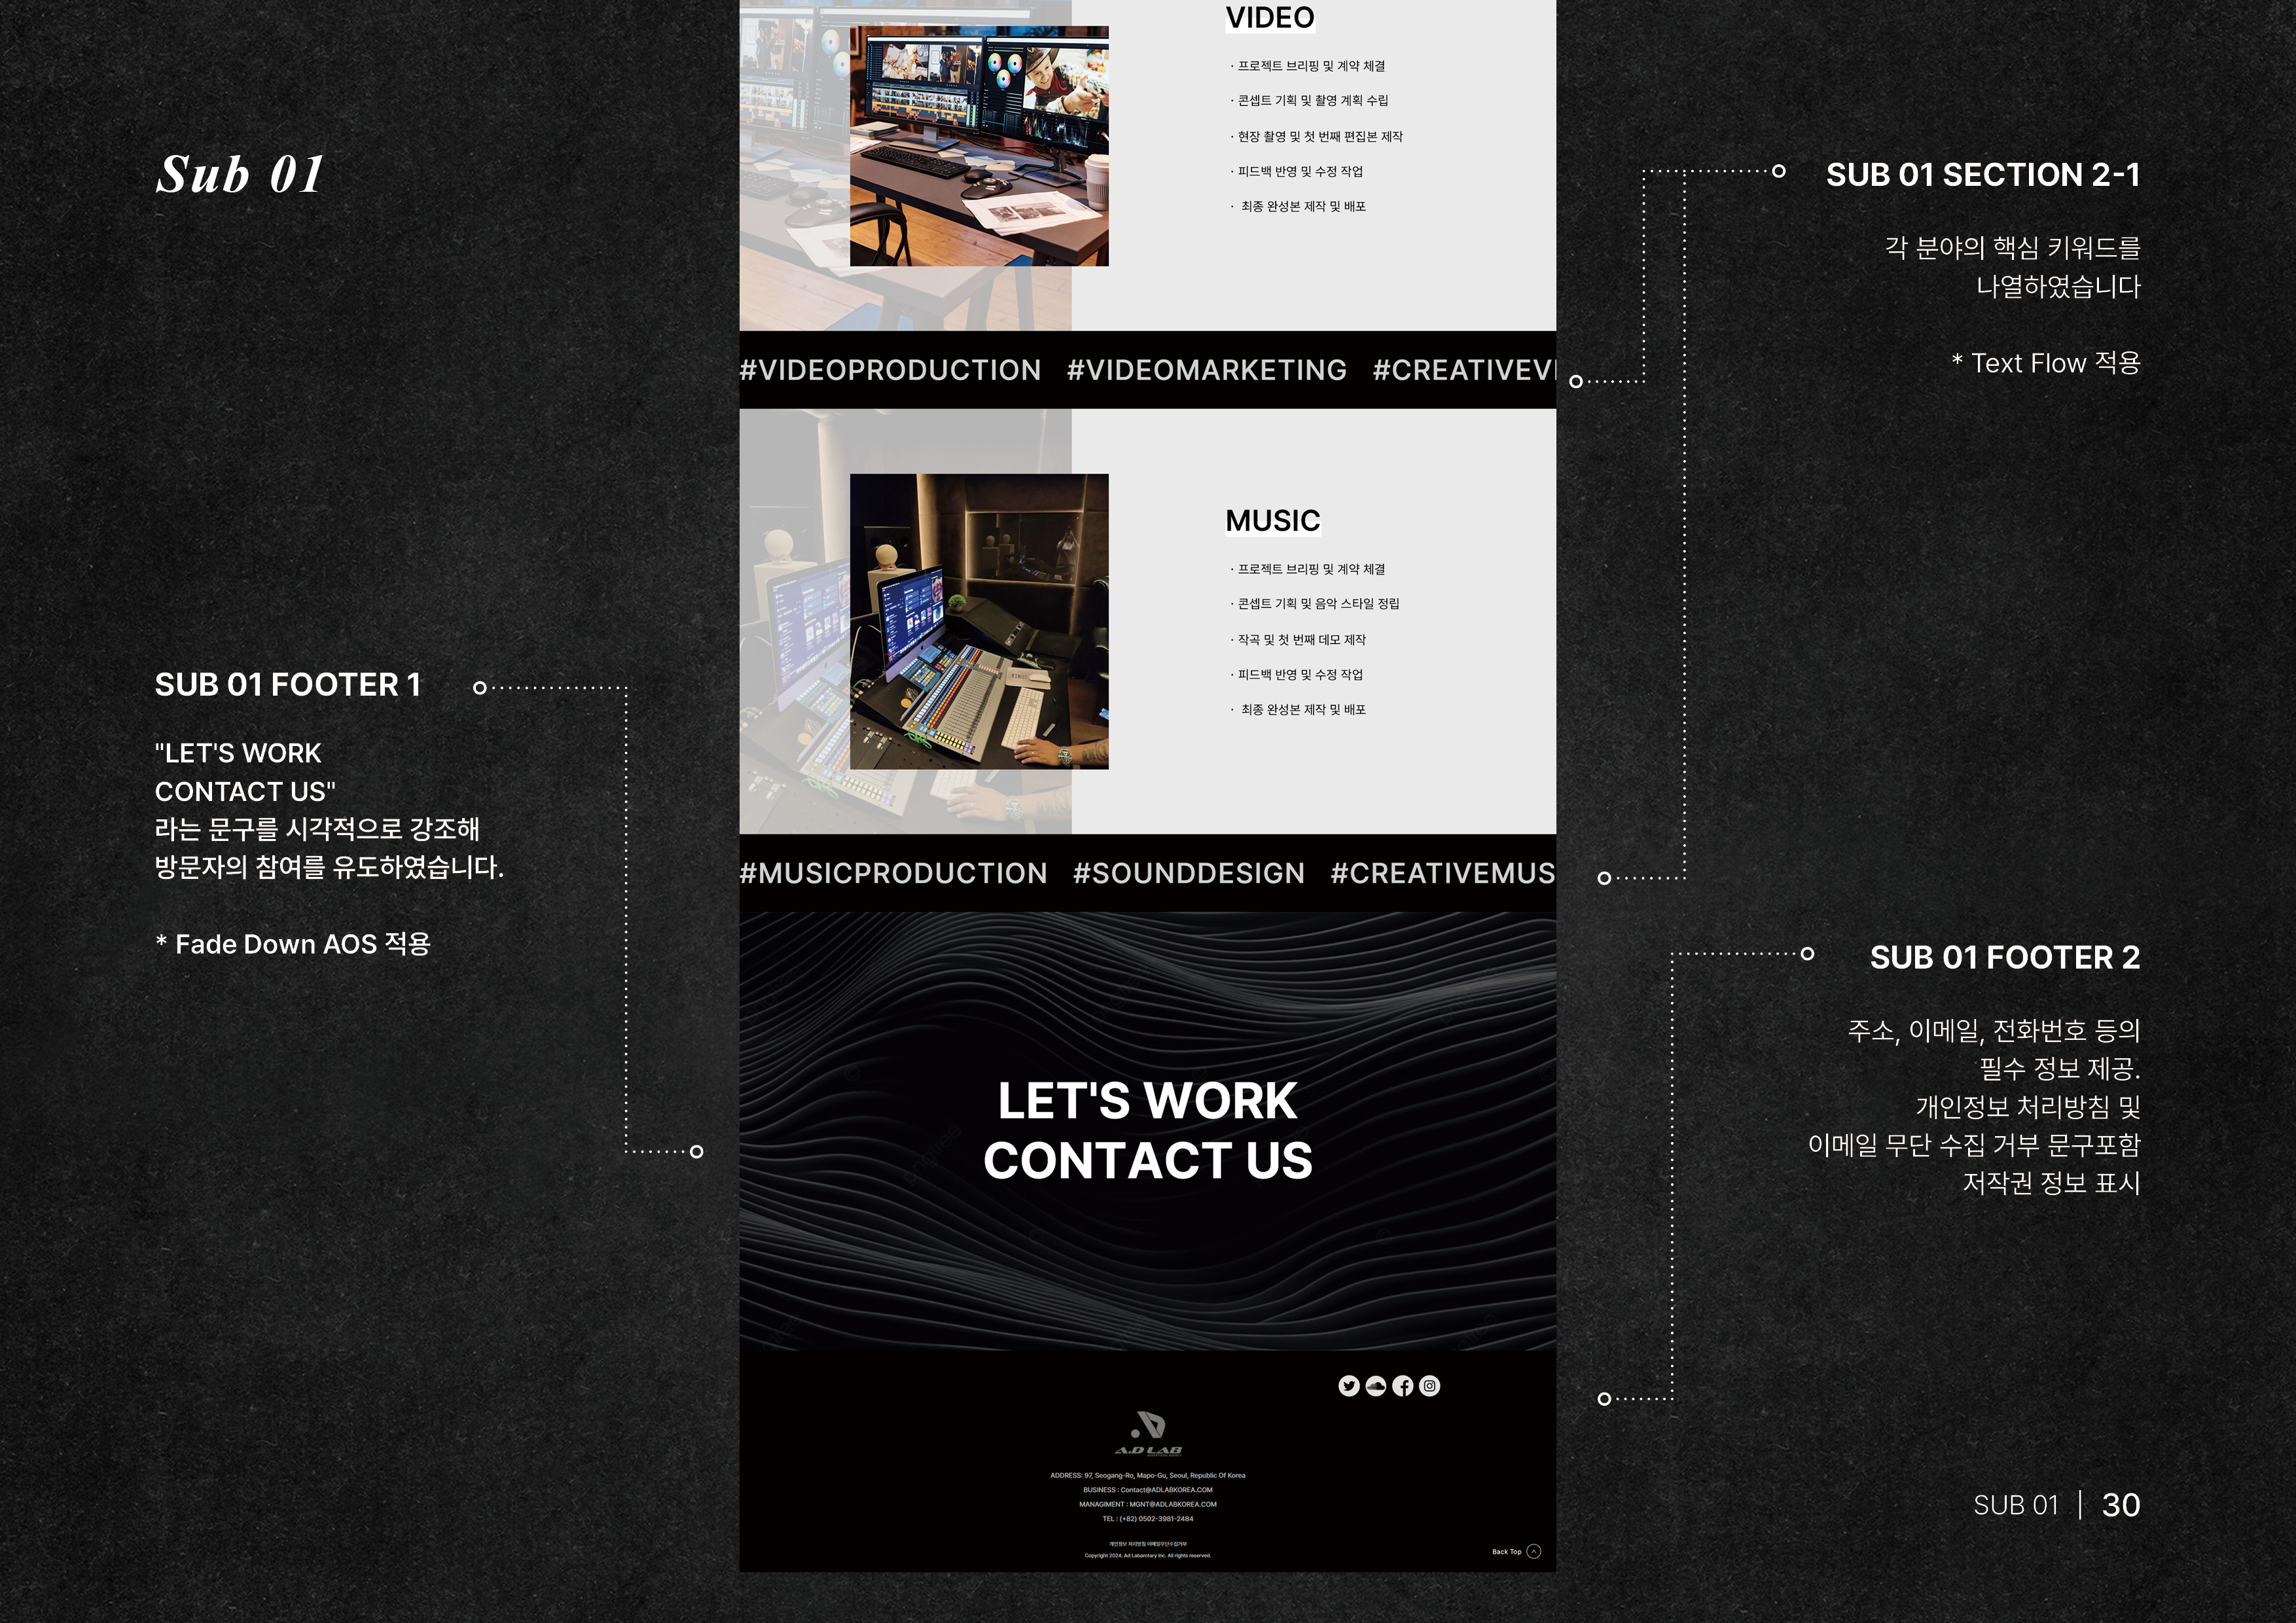 Sub 01
SUB 01 FOOTER 1
"LET'S WORK
CONTACT US"
라는 문구를 시각적으로 강조해
방문자의 참여를 유도하였습니다.
* Fade Down AOS 적용
VIDEO
· 프로젝트 브리핑 및 계약 체결
· 콘셉트 기획 및 촬영 계획 수립
· 현장 촬영 및 첫 번째 편집본 제작
· 피드백 반영 및 수정 작업
· 최종 완성본 제작 및 배포
#VIDEOPRODUCTION #VIDEOMARKETING #CREATIVEVI
MUSIC
· 프로젝트 브리핑 및 계약 체결
· 콘셉트 기획 및 음악 스타일 정립
· 작곡 및 첫 번째 데모 제작
· 피드백 반영 및 수정 작업
· 최종 완성본 제작 및 배포
#MUSICPRODUCTION #SOUNDDESIGN #CREATIVEMUS
LET'S WORK
CONTACT US
A.D LAB
ADDRESS: 97, Seogang-Ro, Mapo-Gu, Seoul, Republic Of Korea
BUSINESS : Contact@ADLABKOREA.COM
MANAGIMENT : MGNT@ADLABKOREA.COM
TEL : (+82) 0502-3981-2484
개인정보 처리방침 이메일무단수집거부
Copyright 2024. Ad Labarotary Inc. All rights reserved.
Back Top
SUB 01 SECTION 2-1
각 분야의 핵심 키워드를
나열하였습니다
* Text Flow 적용
SUB 01 FOOTER 2
주소, 이메일, 전화번호 등의
필수 정보 제공.
개인정보 처리방침 및
이메일 무단 수집 거부 문구포함
저작권 정보 표시
SUB 01 | 30